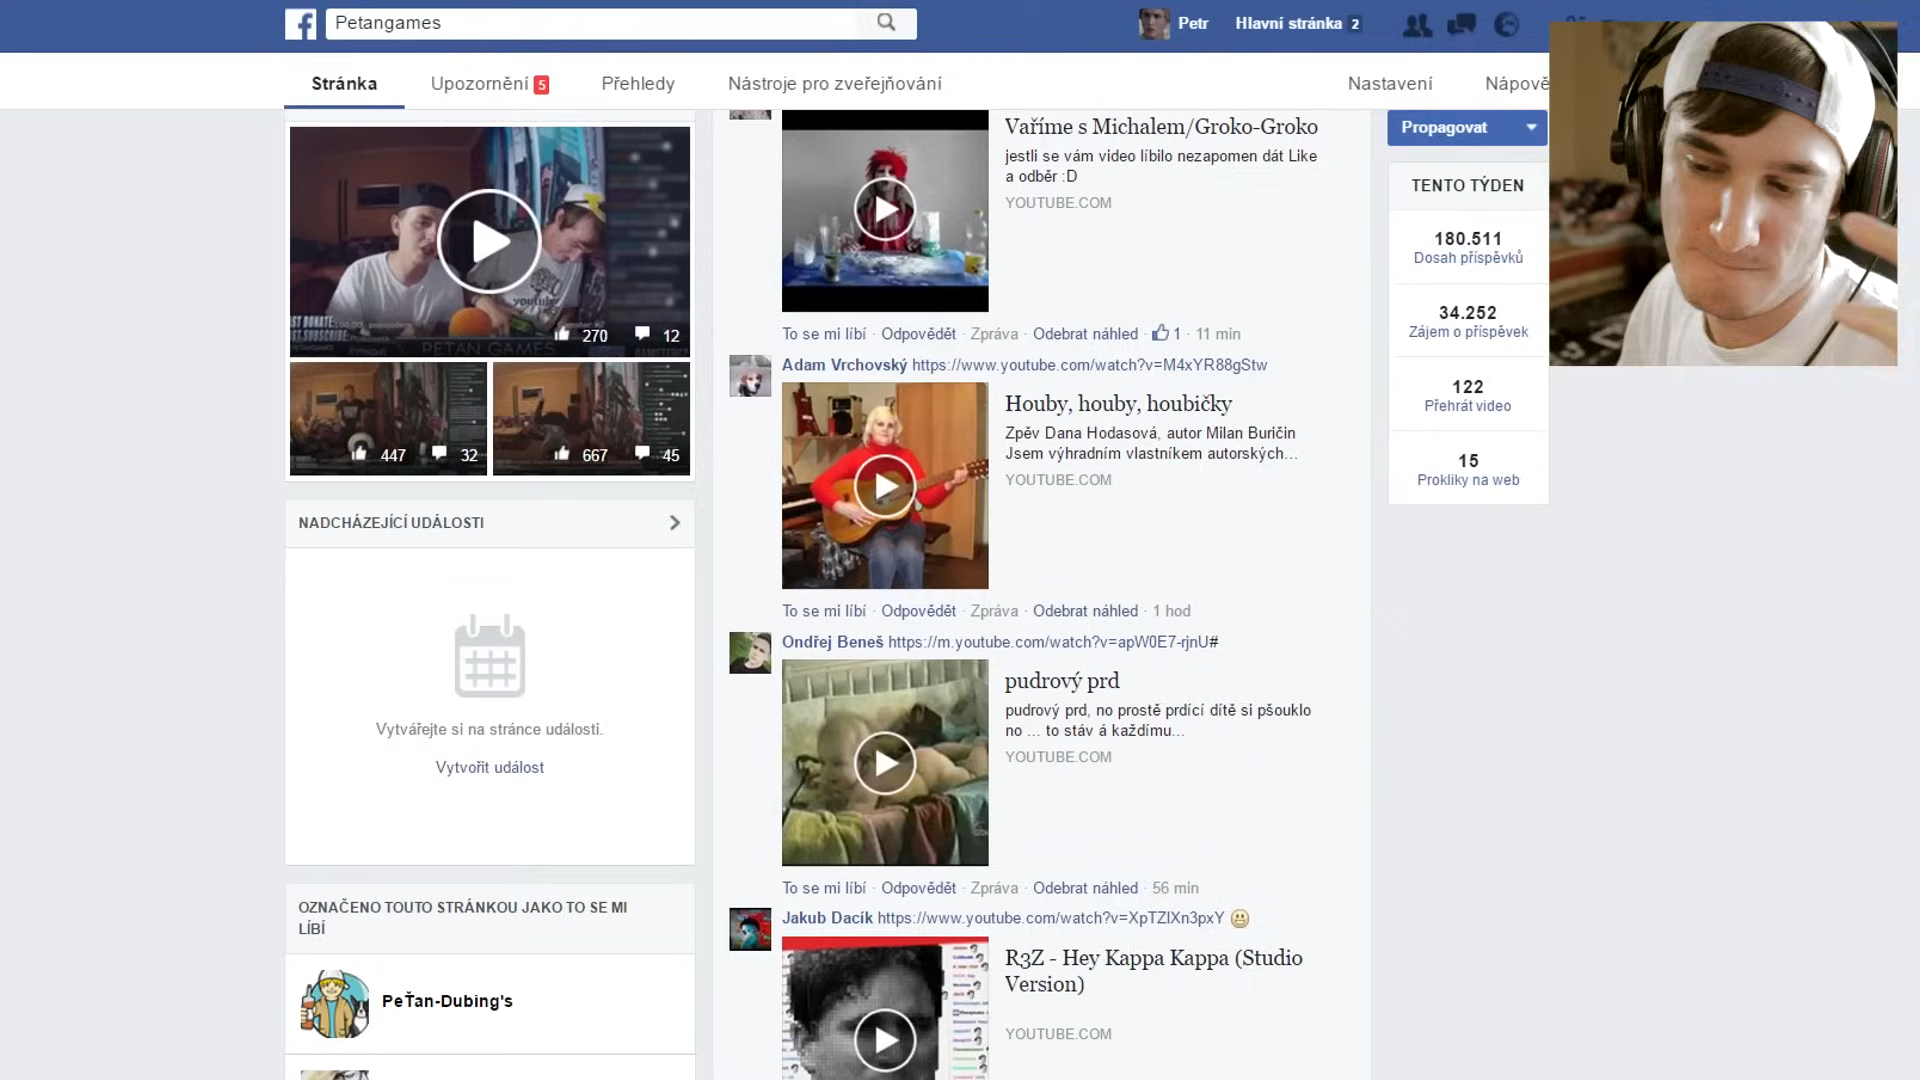 Petangames
Petr
Hlavní stránka 2
Stránka
Upozornění 5
Přehledy
Nástroje pro zveřejňování
Nastavení
Nápově
270
12
PETAN GAMES
447
32
667
45
NADCHÁZEJÍCÍ UDÁLOSTI
Vytvářejte si na stránce události.
Vytvořit událost
OZNAČENO TOUTO STRÁNKOU JAKO TO SE MI
LÍBÍ
PeŤan-Dubing's
Vaříme s Michalem/Groko-Groko
jestli se vám video líbilo nezapomen dát Like
a odběr :D
YOUTUBE.COM
To se mi líbí · Odpovědět · Zpráva · Odebrat náhled · 1 · 11 min
Adam Vrchovský https://www.youtube.com/watch?v=M4xYR88gStw
Houby, houby, houbičky
Zpěv Dana Hodasová, autor Milan Buričin
Jsem výhradním vlastníkem autorských...
YOUTUBE.COM
To se mi líbí · Odpovědět · Zpráva · Odebrat náhled · 1 hod
Ondřej Beneš https://m.youtube.com/watch?v=apW0E7-rjnU#
pudrový prd
pudrový prd, no prostě prdící dítě si pšouklo
no ... to stáv á každímu...
YOUTUBE.COM
To se mi líbí · Odpovědět · Zpráva · Odebrat náhled · 56 min
Jakub Dacík https://www.youtube.com/watch?v=XpTZlXn3pxY
R3Z - Hey Kappa Kappa (Studio
Version)
YOUTUBE.COM
Propagovat
TENTO TÝDEN
180.511
Dosah příspěvků
34.252
Zájem o příspěvek
122
Přehrát video
15
Prokliky na web